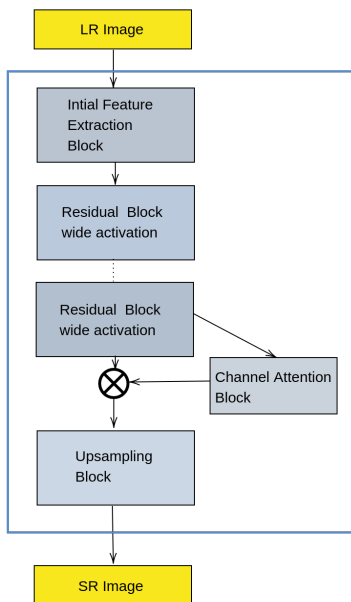 LR Image
Intial Feature
Extraction
Block
Residual  Block
wide activation
Residual  Block
wide activation
Channel Attention
Block
Upsampling
Block
SR Image